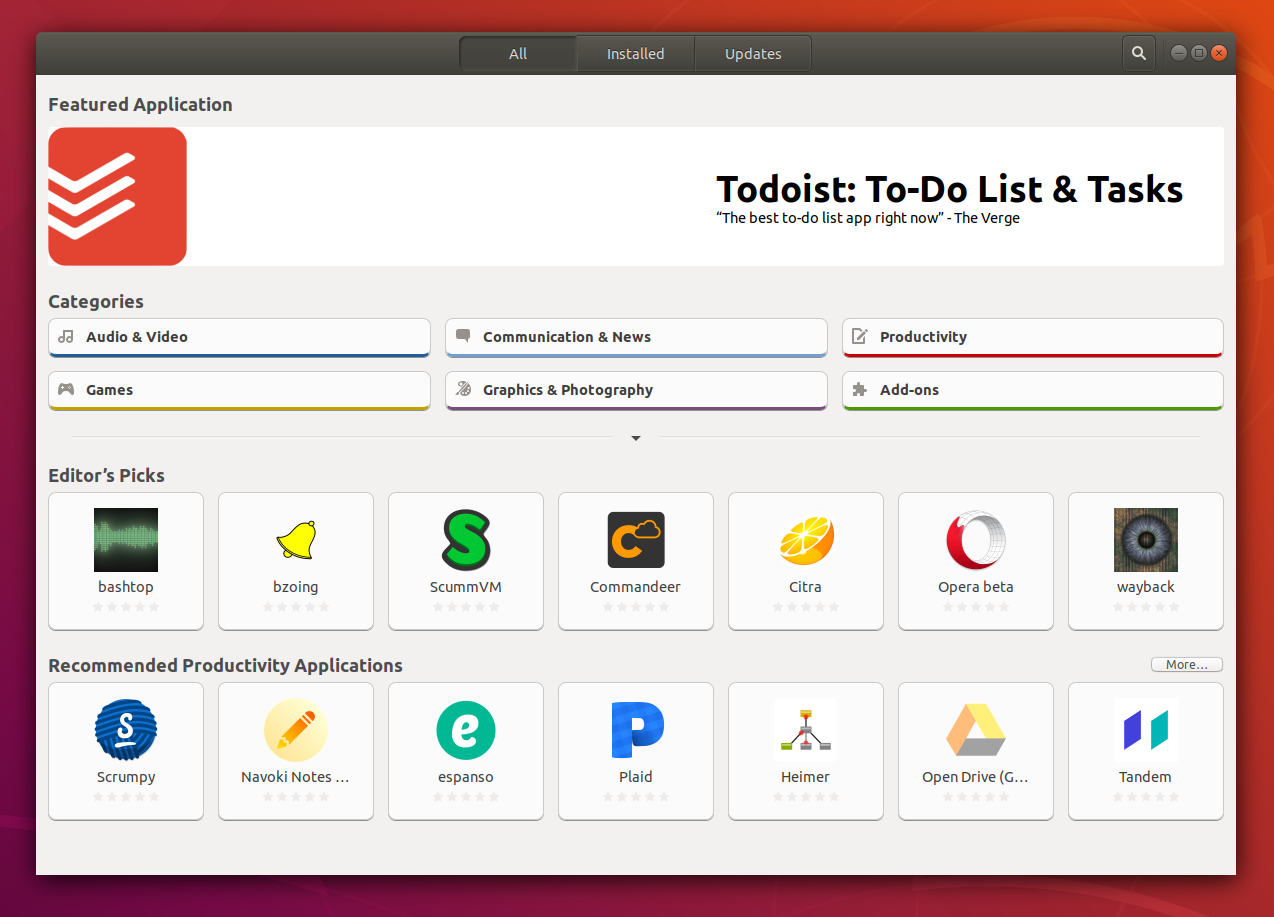 All
Installed
Updates
Featured Application
Todoist: To-Do List & Tasks
“The best to-do list app right now” - The Verge
Categories
Audio & Video
Communication & News
Productivity
Games
Graphics & Photography
Add-ons
Editor’s Picks
bashtop
bzoing
ScummVM
Commandeer
Citra
Opera beta
wayback
Recommended Productivity Applications
More…
Scrumpy
Navoki Notes …
espanso
Plaid
Heimer
Open Drive (G…
Tandem